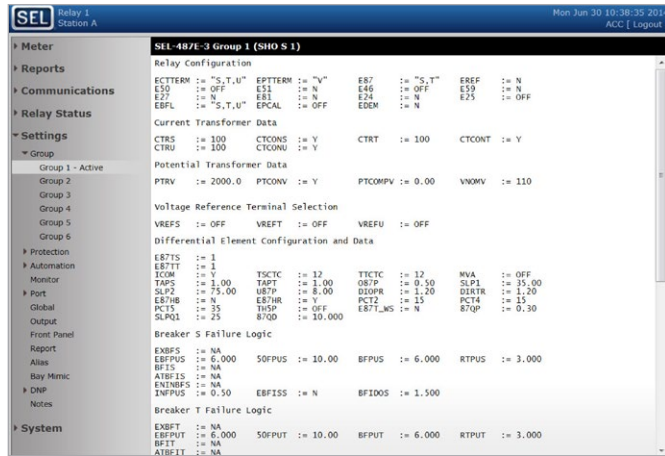 SEL Relay 1
Station A
Mon Jun 30 10:38:35 201
ACC [ Logout
Meter
Reports
Communications
Relay Status
Settings
Group
Group 1 - Active
Group 2
Group 3
Group 4
Group 5
Group 6
Protection
Automation
Monitor
Port
Global
Output
Front Panel
Report
Alias
Bay Mimic
DNP
Notes
System
SEL-487E-3 Group 1 (SHO S 1)
Relay Configuration
ECTTERM := "S,T,U" EPTTERM := "V" E87 := "S,T" EREF := N
E50 := OFF E51 := N E46 := OFF E59 := N
E27 := N E81 := N E24 := N E25 := OFF
EBFL := "S,T,U" EPCAL := OFF EDEM := N
Current Transformer Data
CTRS := 100 CTCONS := Y CTRT := 100 CTCONT := Y
CTRU := 100 CTCONU := Y
Potential Transformer Data
PTRV := 2000.0 PTCONV := Y PTCOMPV := 0.00 VNOMV := 110
Voltage Reference Terminal Selection
VREFS := OFF VREFT := OFF VREFU := OFF
Differential Element Configuration and Data
E87TS := 1
E87TT := 1
ICOM := Y TSCTC := 12 TTCTC := 12 MVA := OFF
TAPS := 1.00 TAPT := 1.00 O87P := 0.50 SLP1 := 35.00
SLP2 := 75.00 U87P := 8.00 DIOPR := 1.20 DIRTR := 1.20
E87HB := N E87HR := Y PCT2 := 15 PCT4 := 15
PCT5 := 35 TH5P := OFF E87T_WS := N 87QP := 0.30
SLPQ1 := 25 87QD := 10.000
Breaker S Failure Logic
EXBFS := NA
EBFPUS := 6.000 50FPUS := 10.00 BFPUS := 6.000 RTPUS := 3.000
BFIS := NA
ATBFIS := NA
ENINBFS := NA
INFPUS := 0.50 EBFISS := N BFIDOS := 1.500
Breaker T Failure Logic
EXBFT := NA
EBFPUT := 6.000 50FPUT := 10.00 BFPUT := 6.000 RTPUT := 3.000
BFIT := NA
ATBFIT := NA